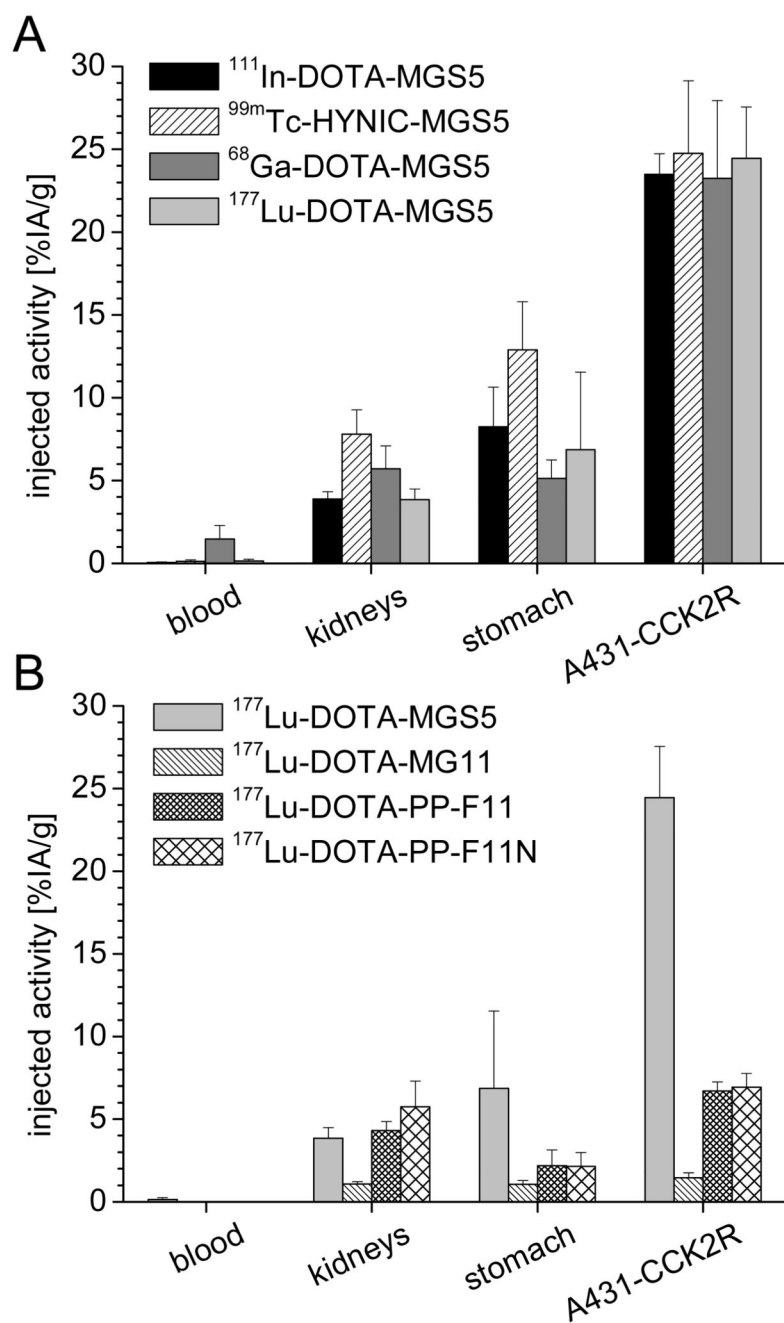 A
30
25
20
15
10
5
0
injected activity [%IA/g]
¹¹¹In-DOTA-MGS5
⁹⁹ᵐTc-HYNIC-MGS5
⁶⁸Ga-DOTA-MGS5
¹⁷⁷Lu-DOTA-MGS5
blood
kidneys
stomach
A431-CCK2R
B
30
25
20
15
10
5
0
injected activity [%IA/g]
¹⁷⁷Lu-DOTA-MGS5
¹⁷⁷Lu-DOTA-MG11
¹⁷⁷Lu-DOTA-PP-F11
¹⁷⁷Lu-DOTA-PP-F11N
blood
kidneys
stomach
A431-CCK2R